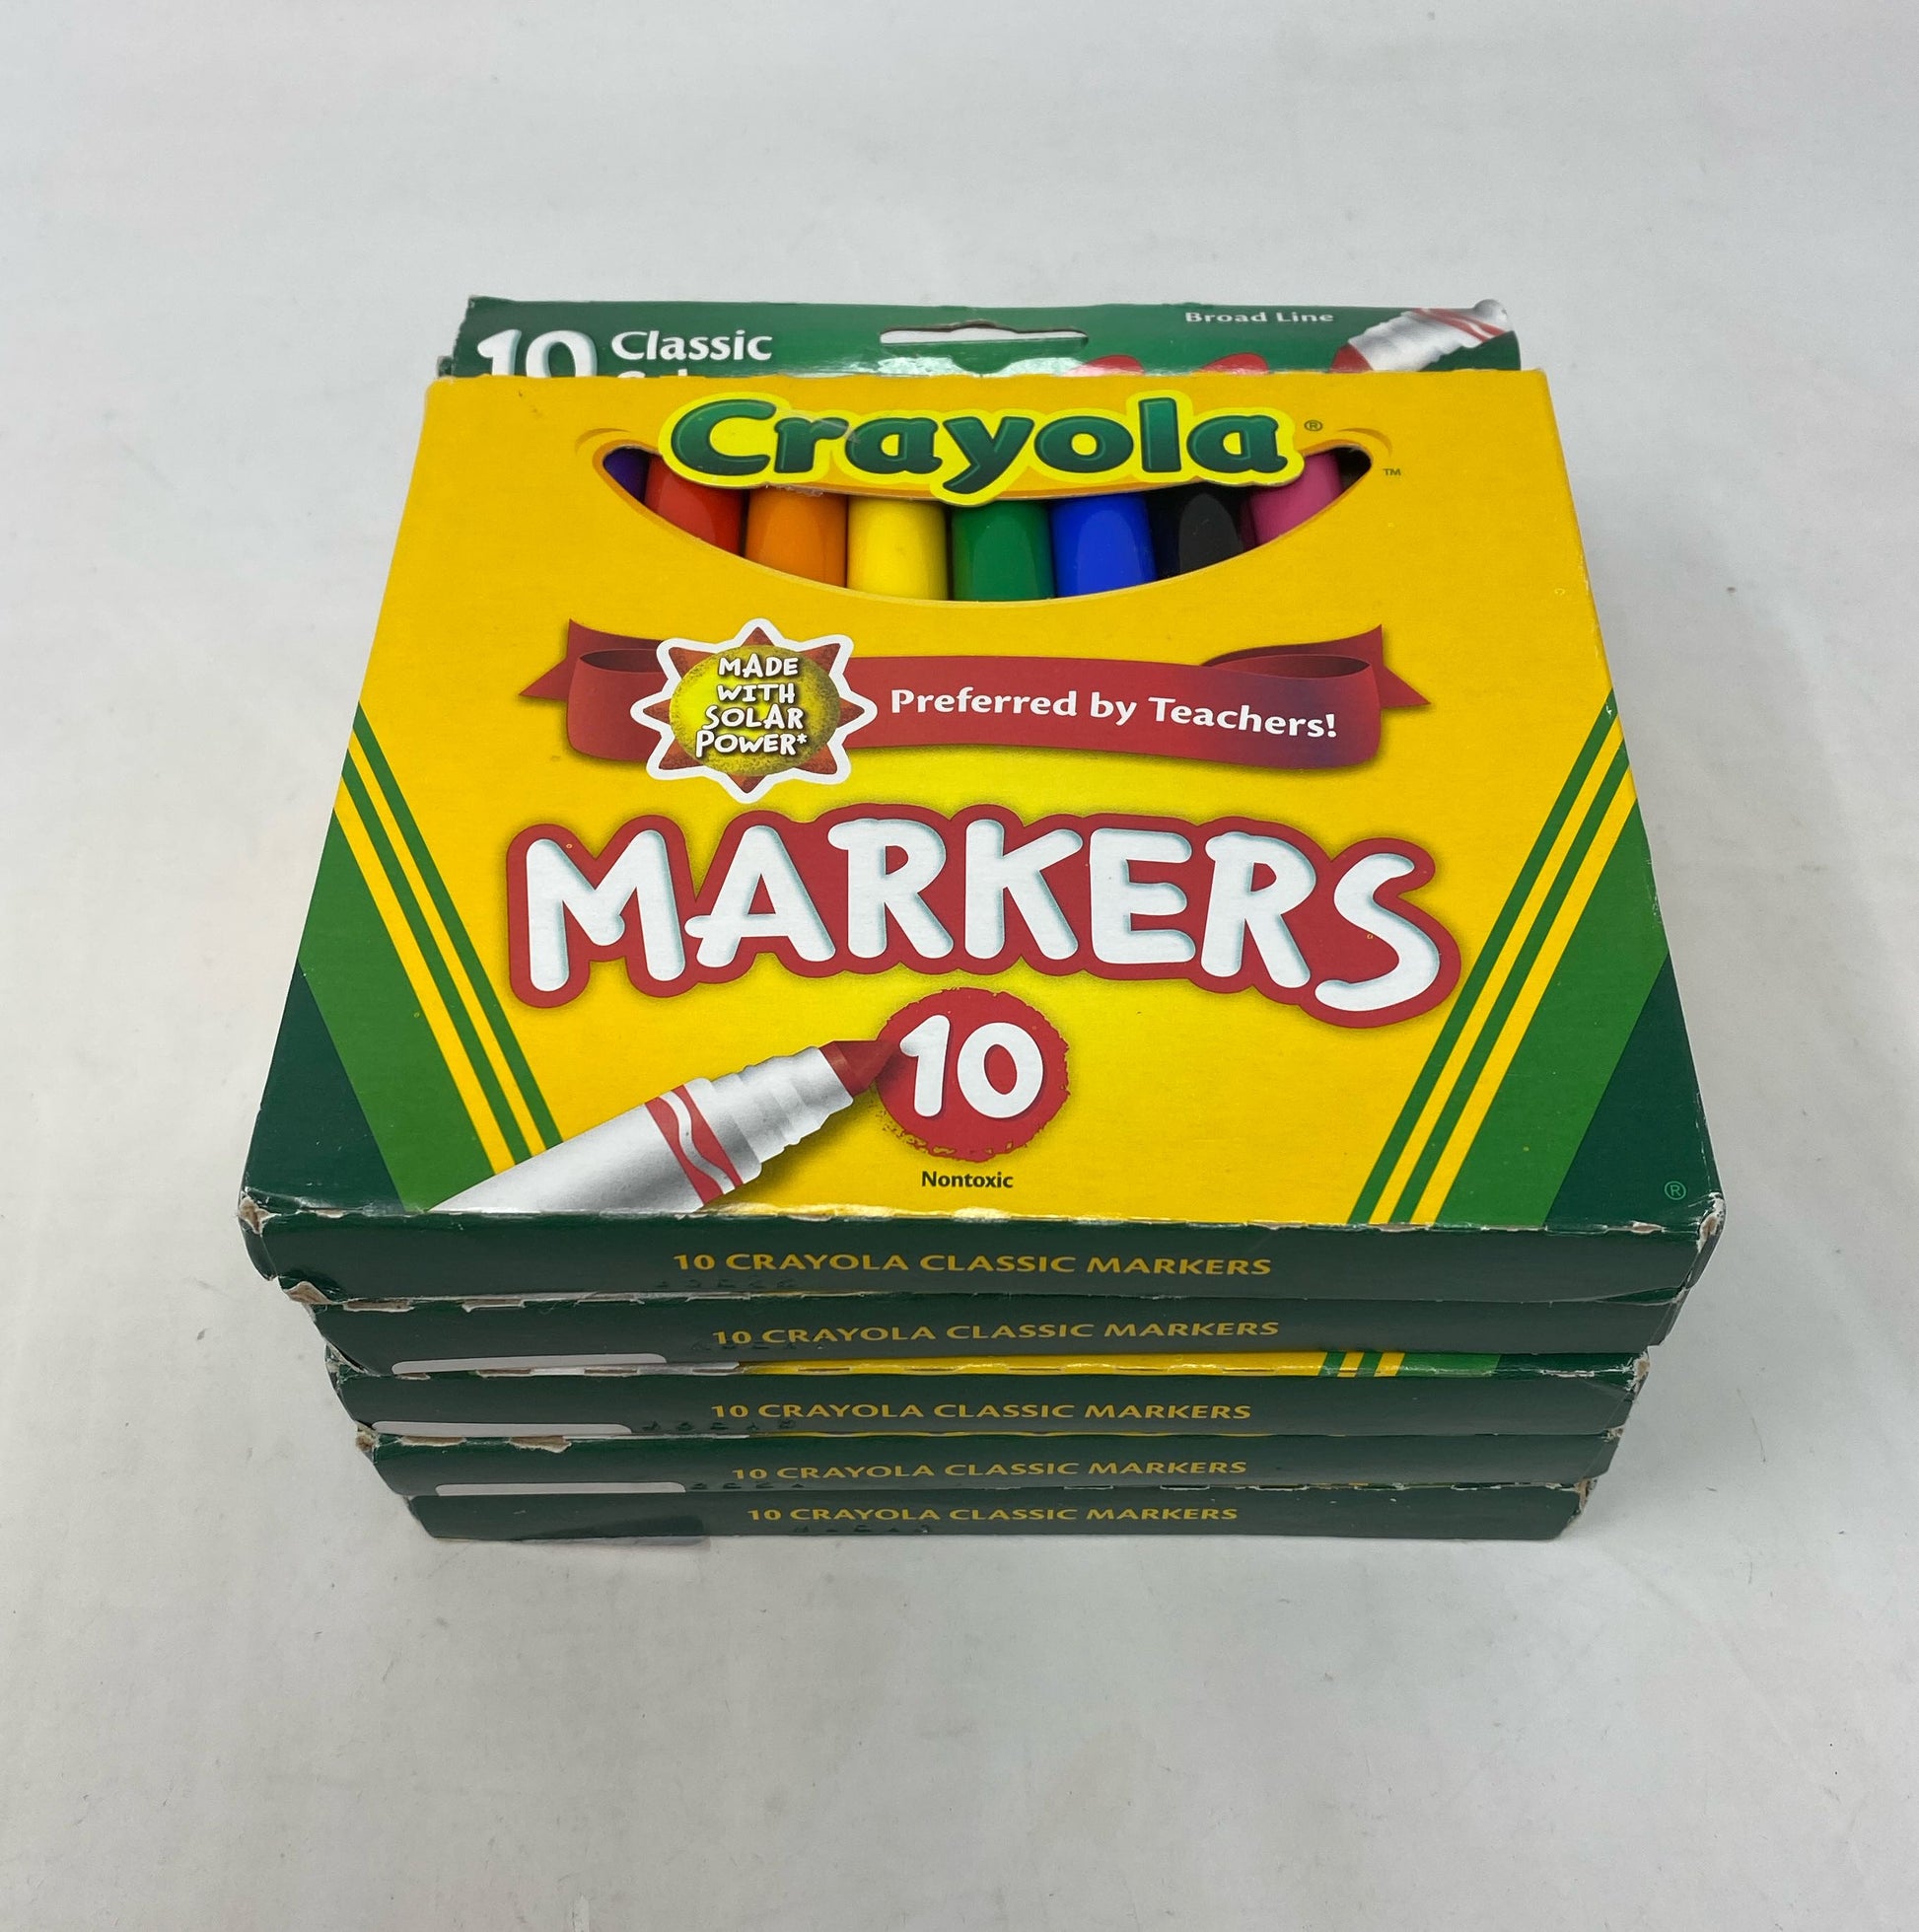 10 Classic
Broad Line
Crayola®
™
MADE
WITH
SOLAR
POWER*
Preferred by Teachers!
MARKERS
10
Nontoxic
®
10 CRAYOLA CLASSIC MARKERS
10 CRAYOLA CLASSIC MARKERS
10 CRAYOLA CLASSIC MARKERS
10 CRAYOLA CLASSIC MARKERS
10 CRAYOLA CLASSIC MARKERS